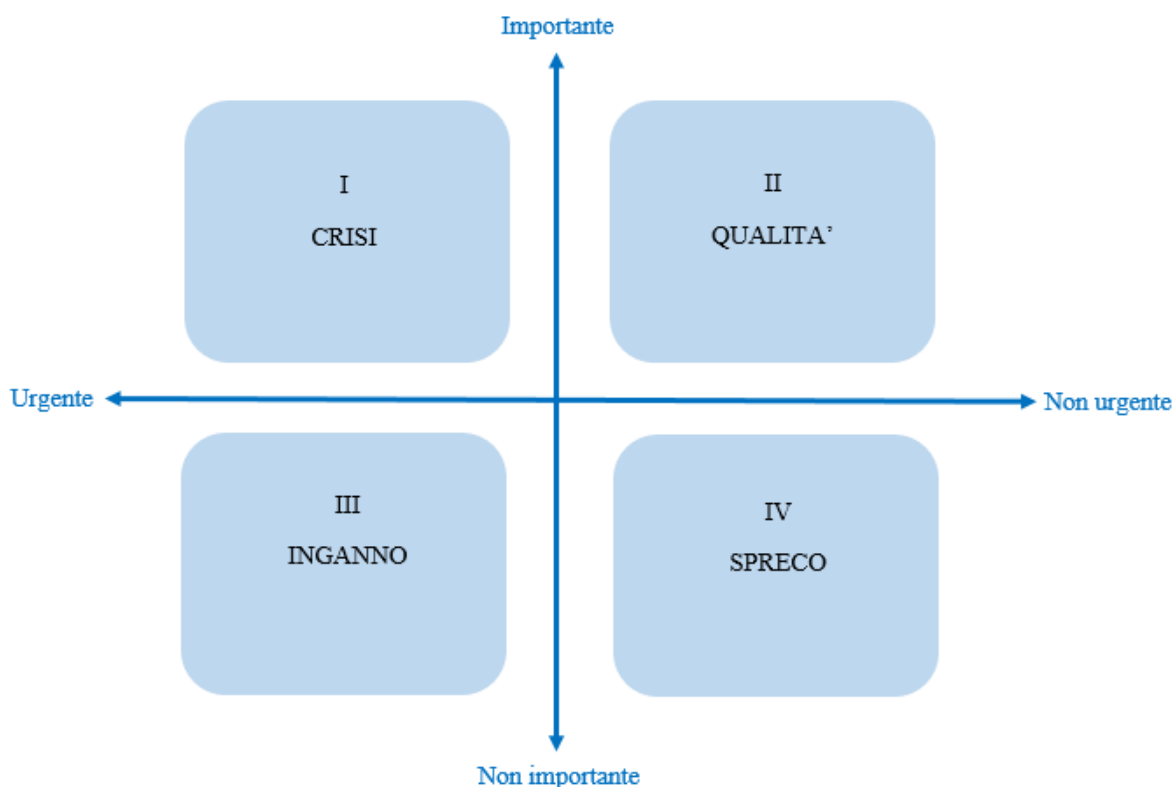 Importante
I
CRISI
II
QUALITA’
Urgente
Non urgente
III
INGANNO
IV
SPRECO
Non importante